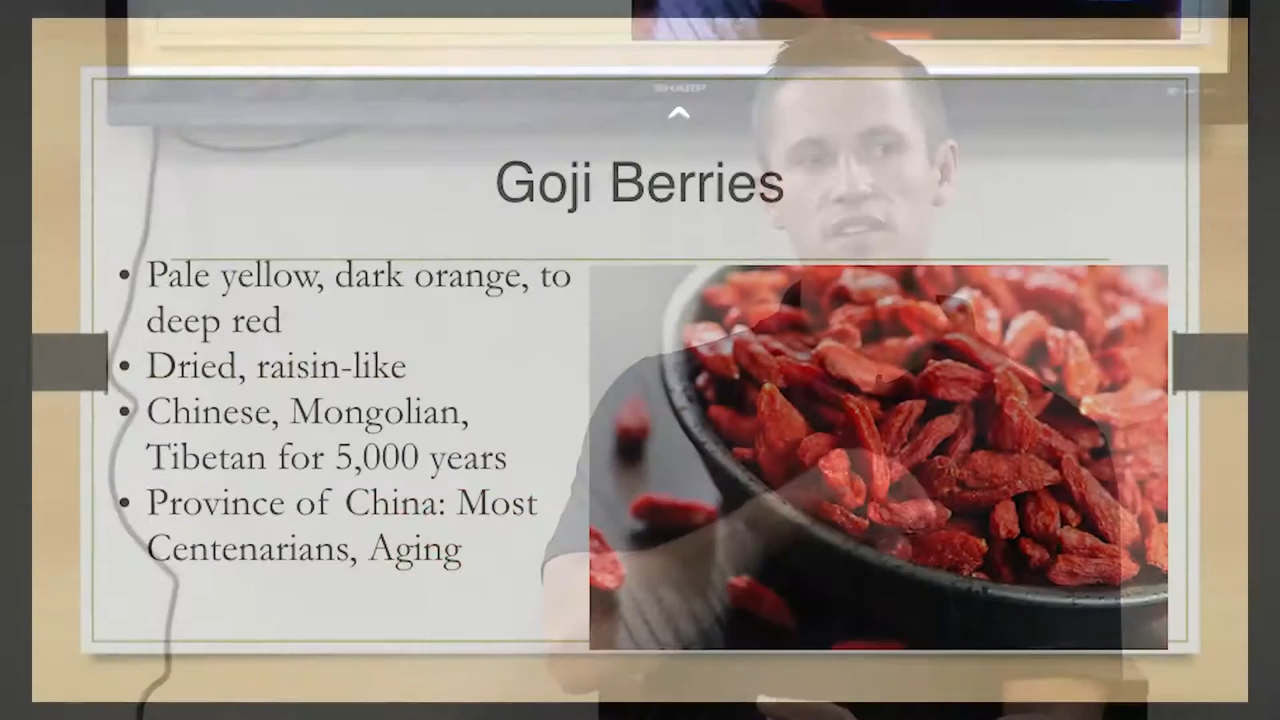 SHARP
Goji Berries
• Pale yellow, dark orange, to
deep red
• Dried, raisin-like
• Chinese, Mongolian,
Tibetan for 5,000 years
• Province of China: Most
Centenarians, Aging